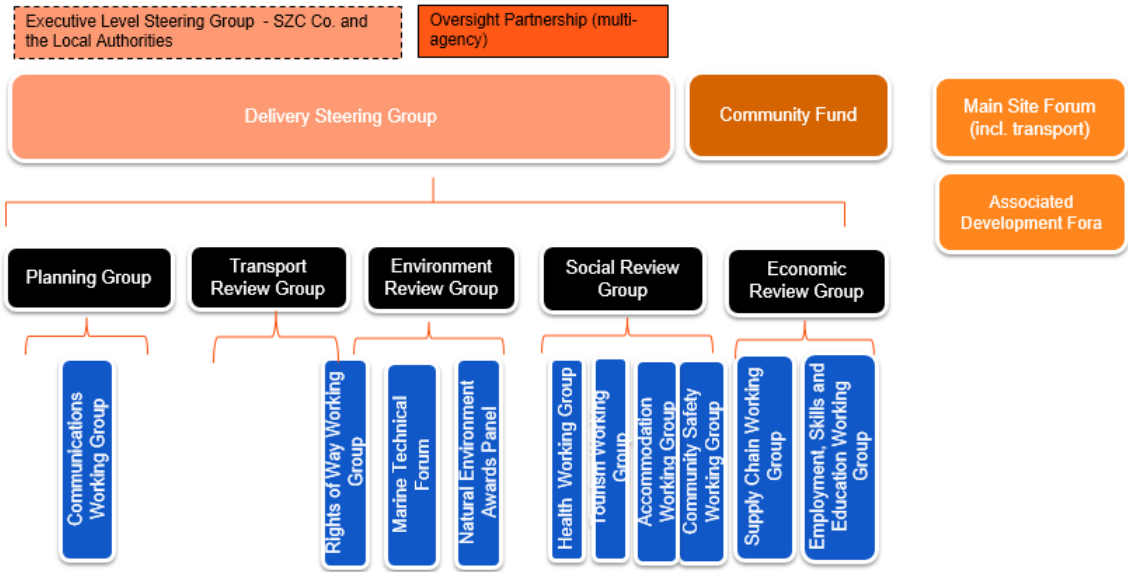 Executive Level Steering Group - SZC Co. and
the Local Authorities
Oversight Partnership (multi-
agency)
Delivery Steering Group
Community Fund
Main Site Forum
(incl. transport)
Associated
Development Fora
Planning Group
Transport
Review Group
Environment
Review Group
Social Review
Group
Economic
Review Group
Communications
Working Group
Rights of Way Working
Group
Marine Technical
Forum
Natural Environment
Awards Panel
Health Working Group
Tourism Working
Group
Accommodation
Working Group
Community Safety
Working Group
Supply Chain Working
Group
Employment, Skills and
Education Working
Group